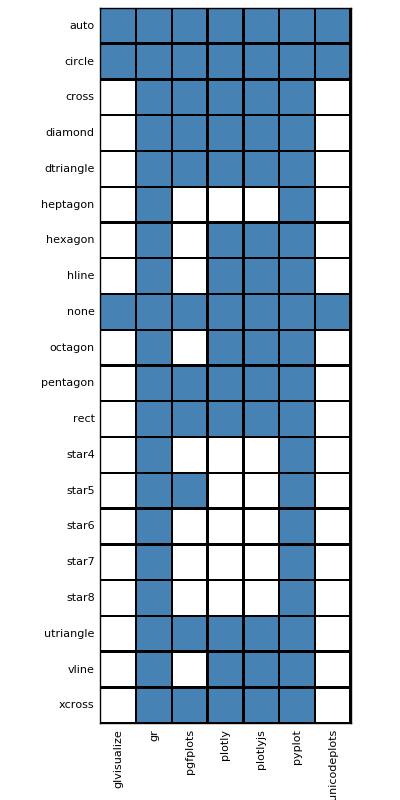 auto
circle
cross
diamond
dtriangle
heptagon
hexagon
hline
none
octagon
pentagon
rect
star4
star5
star6
star7
star8
utriangle
vline
xcross
glvisualize
gr
pgfplots
plotly
plotlyjs
pyplot
unicodeplots